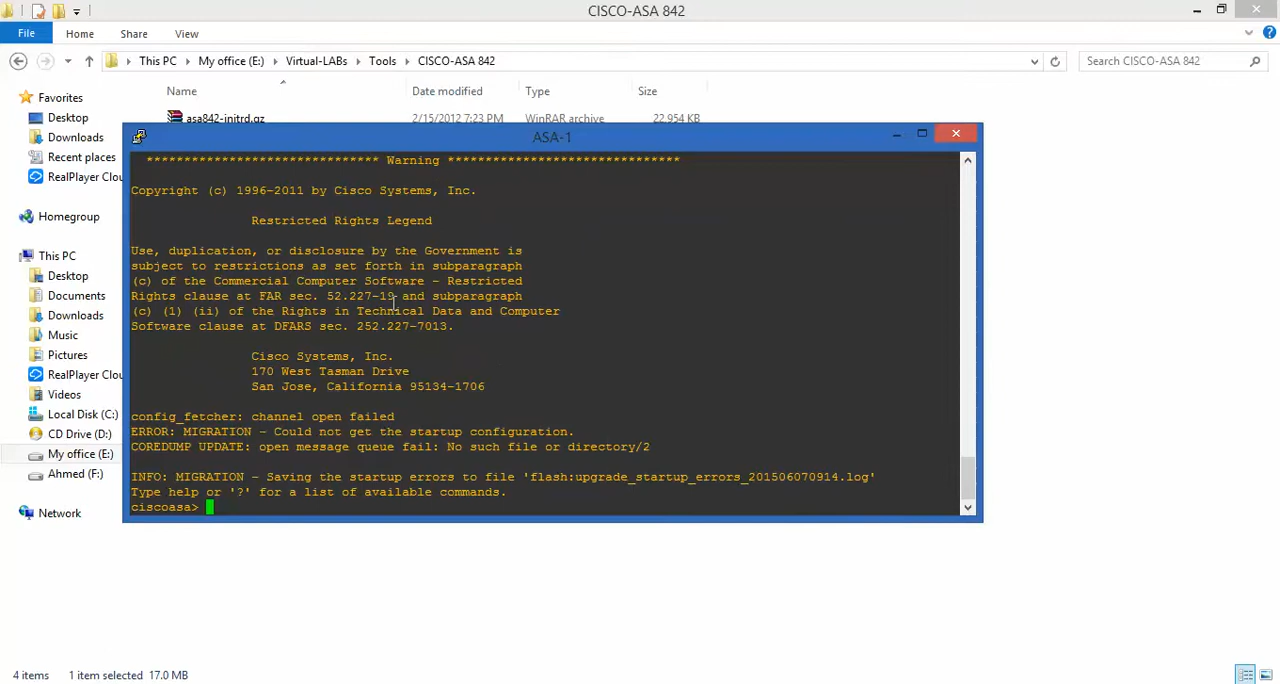 CISCO-ASA 842
File Home Share View
This PC My office (E:) Virtual-LABs Tools CISCO-ASA 842
Search CISCO-ASA 842
Name Date modified Type Size
asa842-initrd.gz 2/15/2012 7:23 PM WinRAR archive 22,954 KB
Favorites
Desktop
Downloads
Recent places
RealPlayer Clou
Homegroup
This PC
Desktop
Documents
Downloads
Music
Pictures
RealPlayer Clou
Videos
Local Disk (C:)
CD Drive (D:)
My office (E:)
Ahmed (F:)
Network
ASA-1
******************************* Warning *******************************
Copyright (c) 1996-2011 by Cisco Systems, Inc.
Restricted Rights Legend
Use, duplication, or disclosure by the Government is
subject to restrictions as set forth in subparagraph
(c) of the Commercial Computer Software - Restricted
Rights clause at FAR sec. 52.227-19 and subparagraph
(c) (1) (ii) of the Rights in Technical Data and Computer
Software clause at DFARS sec. 252.227-7013.
Cisco Systems, Inc.
170 West Tasman Drive
San Jose, California 95134-1706
config_fetcher: channel open failed
ERROR: MIGRATION - Could not get the startup configuration.
COREDUMP UPDATE: open message queue fail: No such file or directory/2
INFO: MIGRATION - Saving the startup errors to file 'flash:upgrade_startup_errors_201506070914.log'
Type help or '?' for a list of available commands.
ciscoasa>
4 items 1 item selected 17.0 MB